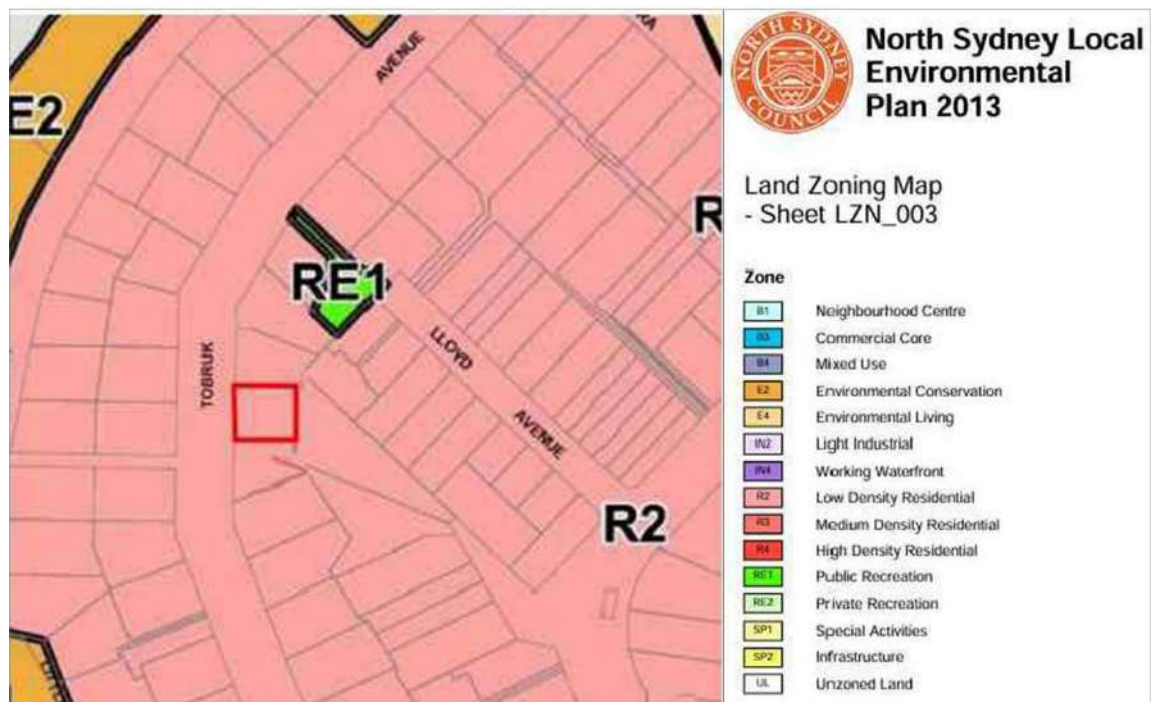 E2
AVENUE
RE1
LLOYD
AVENUE
TOBRUK
R2
R
NORTH SYDNEY COUNCIL
North Sydney Local
Environmental
Plan 2013
Land Zoning Map
- Sheet LZN_003
Zone
B1 Neighbourhood Centre
B3 Commercial Core
B4 Mixed Use
E2 Environmental Conservation
E4 Environmental Living
IN2 Light Industrial
IN4 Working Waterfront
R2 Low Density Residential
R3 Medium Density Residential
R4 High Density Residential
RE1 Public Recreation
RE2 Private Recreation
SP1 Special Activities
SP2 Infrastructure
UL Unzoned Land